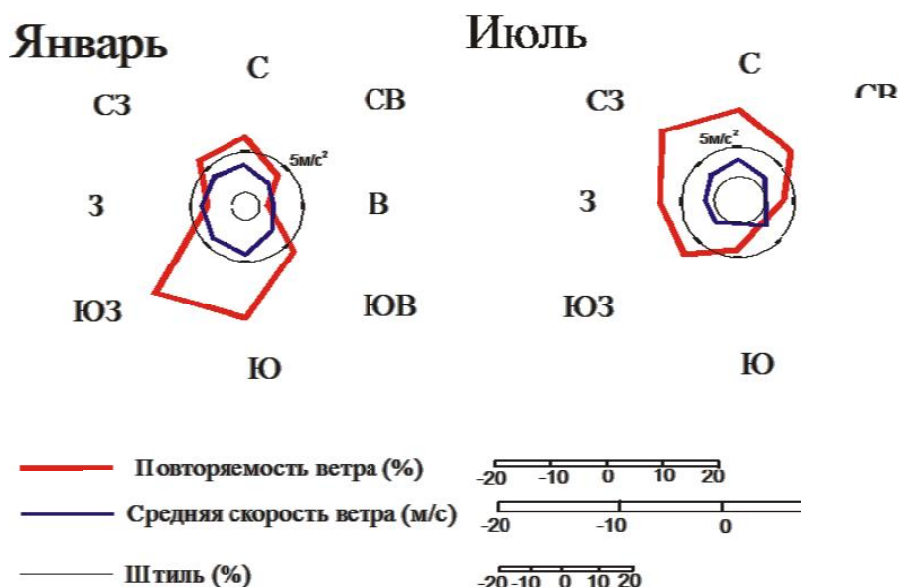 Январь
С
СЗ
СВ
5м/с²
З
В
ЮЗ
ЮВ
Ю
Июль
С
СЗ
СВ
5м/с²
З
ЮЗ
Ю
Повторяемость ветра (%)
-20 -10 0 10 20
Средняя скорость ветра (м/с)
-20 -10 0
Штиль (%)
-20 -10 0 10 20